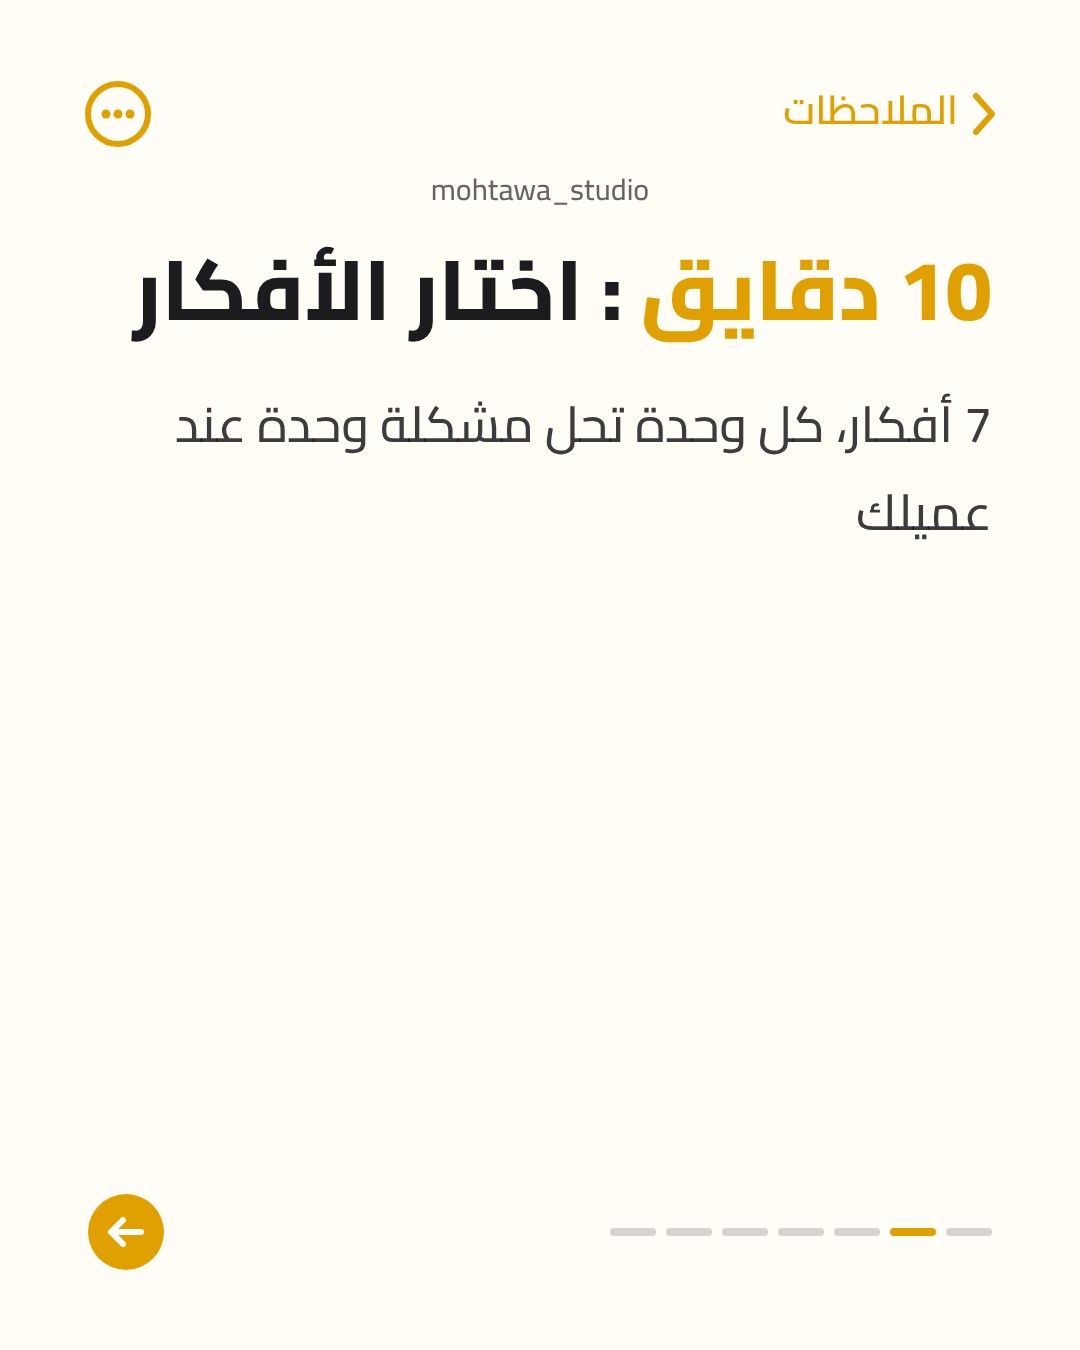 الملاحظات
mohtawa_studio
10 دقايق : اختار الأفكار
7 أفكار، كل وحدة تحل مشكلة وحدة عند
عميلك